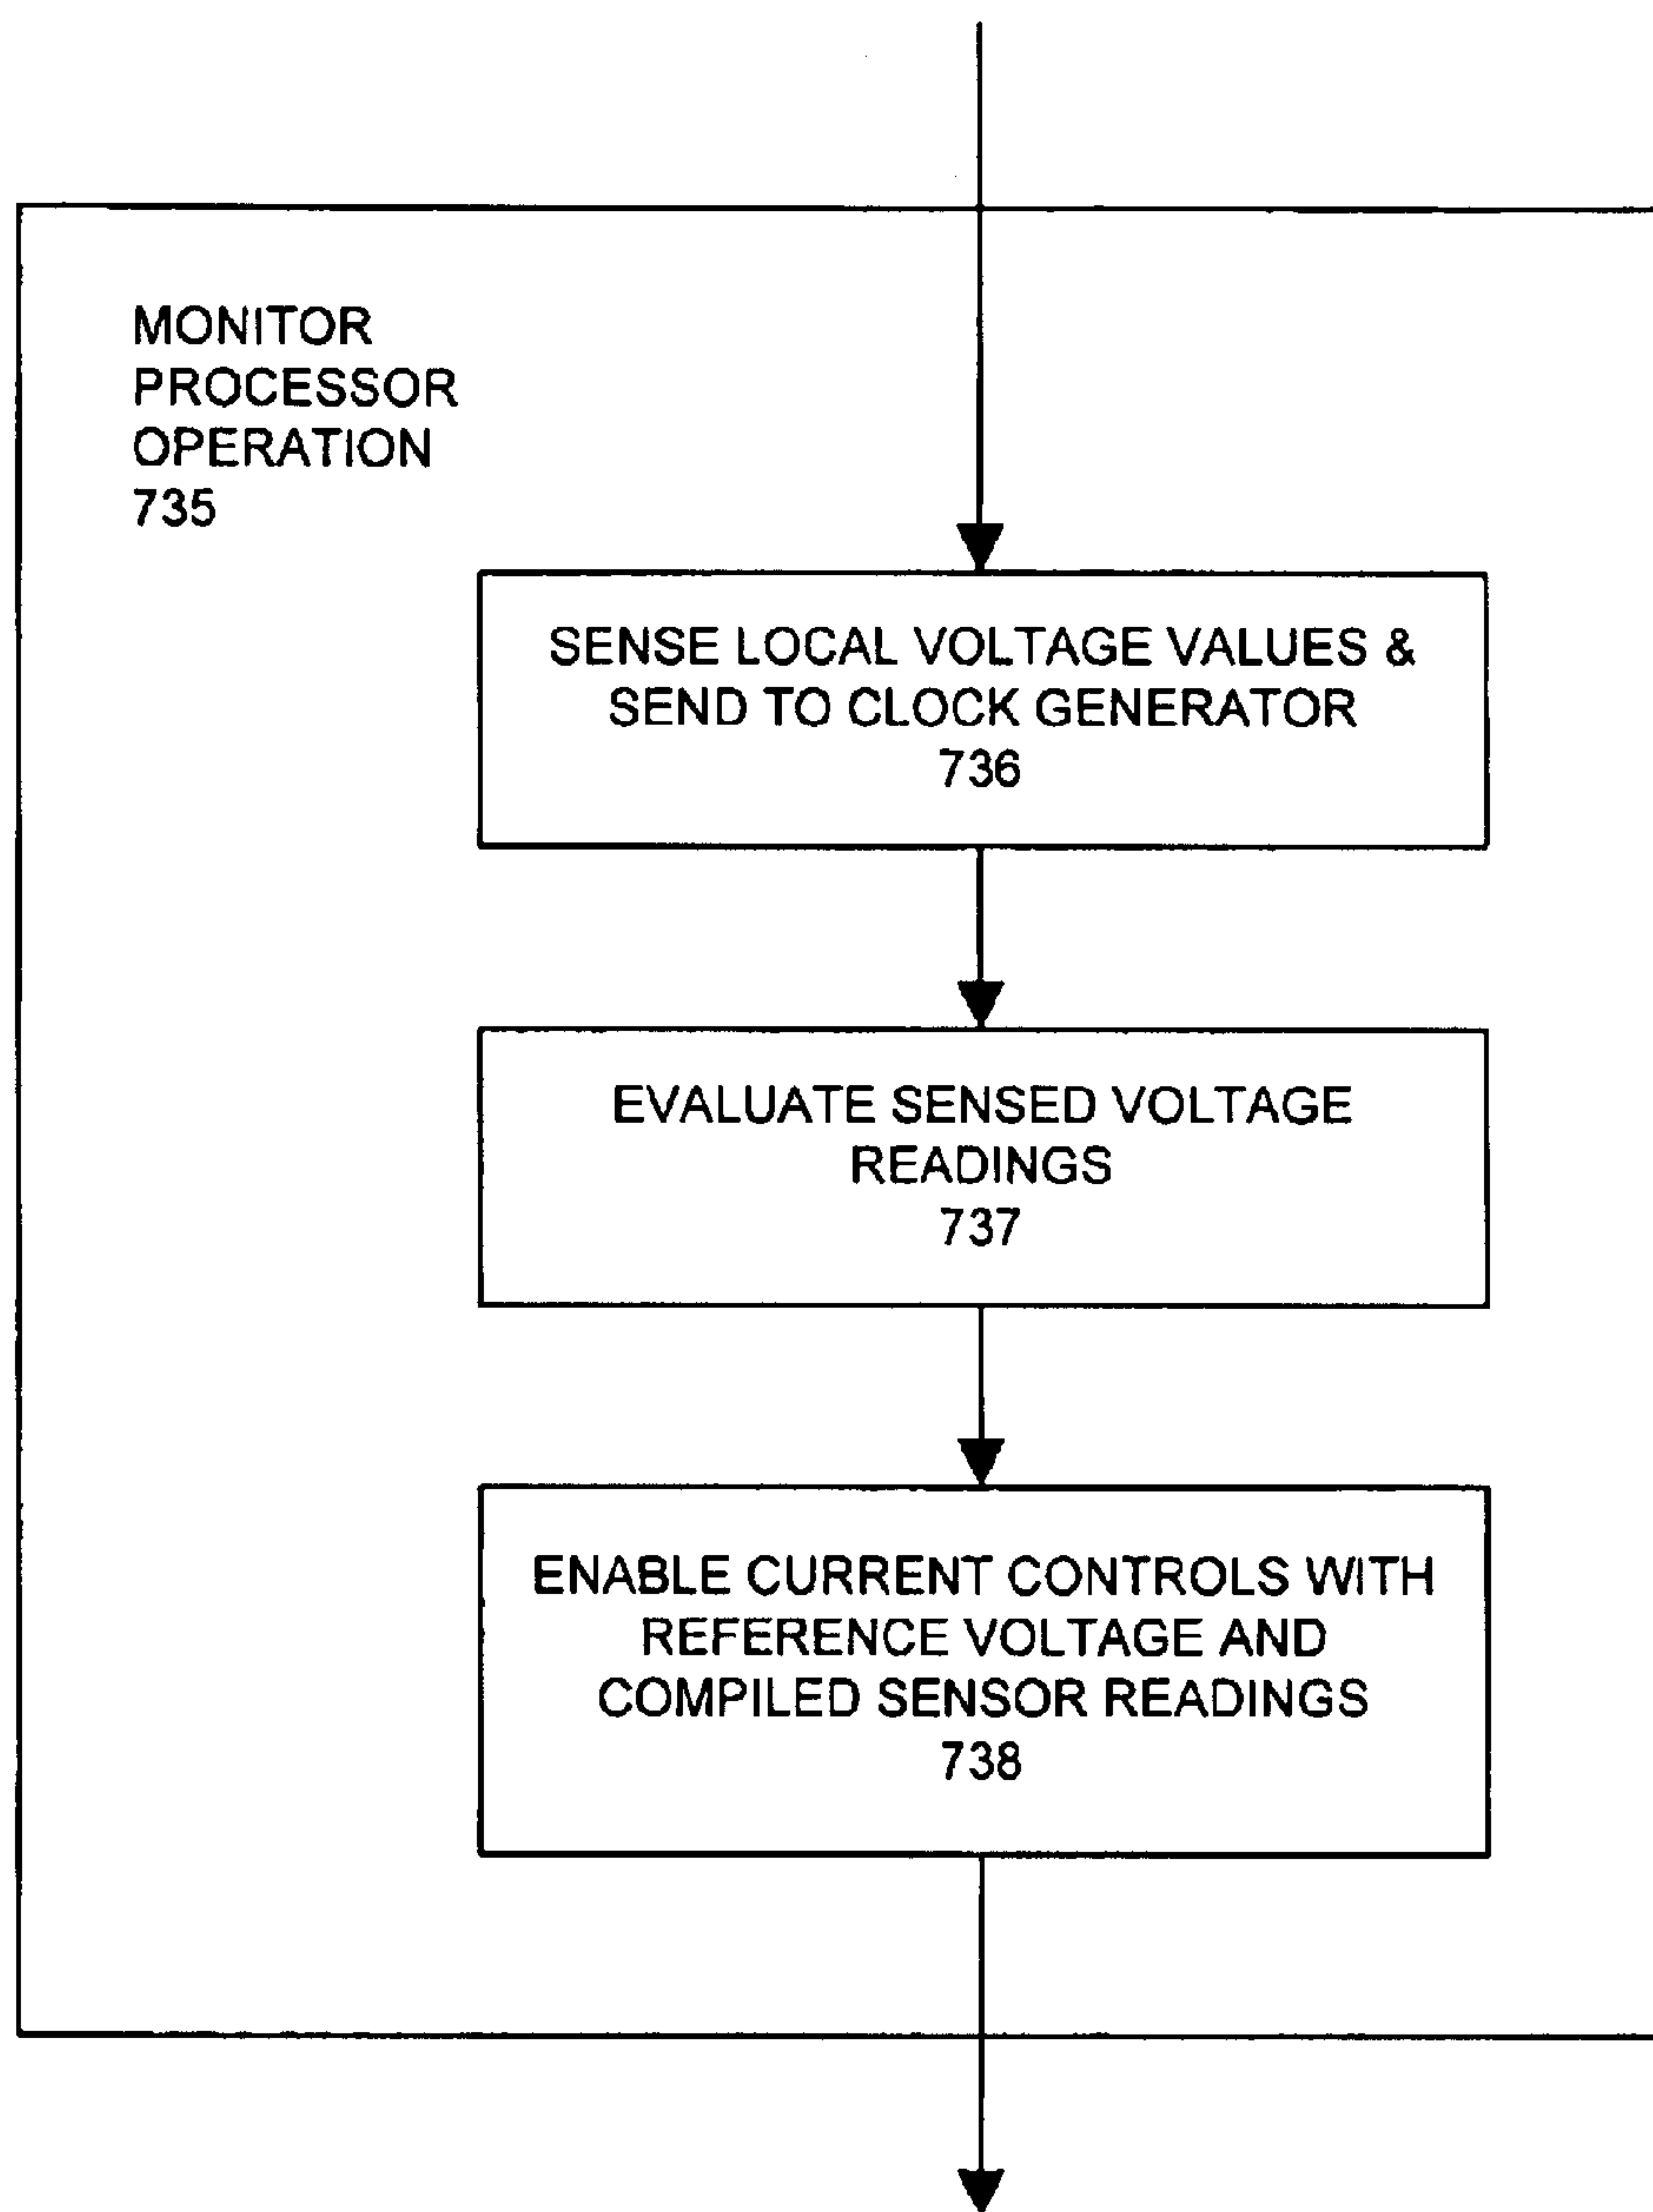 MONITOR
PROCESSOR
OPERATION
735
SENSE LOCAL VOLTAGE VALUES &
SEND TO CLOCK GENERATOR
736
EVALUATE SENSED VOLTAGE
READINGS
737
ENABLE CURRENT CONTROLS WITH
REFERENCE VOLTAGE AND
COMPILED SENSOR READINGS
738